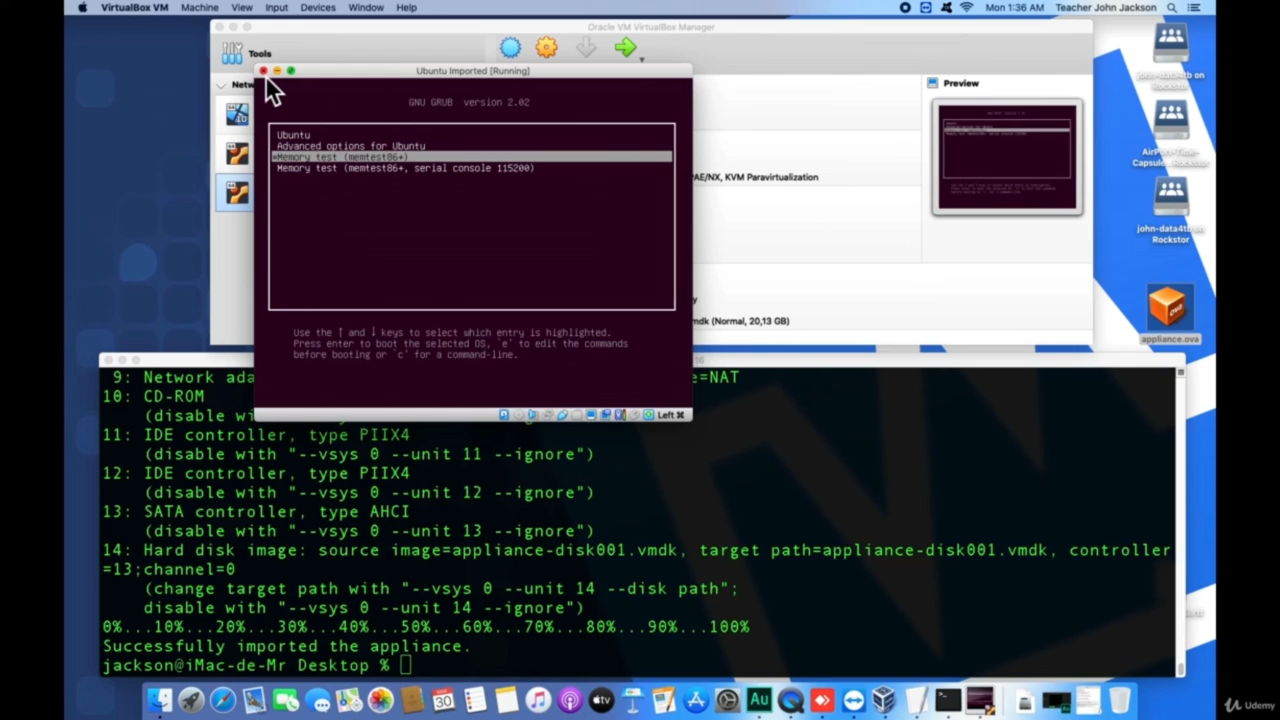 VirtualBox VM Machine View Input Devices Window Help Mon 1:36 AM Teacher John Jackson
Oracle VM VirtualBox Manager
Tools
Ubuntu Imported [Running]
Netw
Preview
GNU GRUB version 2.02
Ubuntu
Advanced options for Ubuntu
*Memory test (memtest86+)
Memory test (memtest86+, serial console 115200)
PAE/NX, KVM Paravirtualization
Use the ↑ and ↓ keys to select which entry is highlighted.
Press enter to boot the selected OS, `e' to edit the commands
before booting or `c' for a command-line.
mdk (Normal, 20,13 GB)
Left ⌘
john-data4tb on
Rockstor
AirPort-Time-
Capsule
john-data4tb on
Rockstor
appliance.ova
9: Network ada
e=NAT
10: CD-ROM
(disable wi
11: IDE controller, type PIIX4
(disable with "--vsys 0 --unit 11 --ignore")
12: IDE controller, type PIIX4
(disable with "--vsys 0 --unit 12 --ignore")
13: SATA controller, type AHCI
(disable with "--vsys 0 --unit 13 --ignore")
14: Hard disk image: source image=appliance-disk001.vmdk, target path=appliance-disk001.vmdk, controller
=13;channel=0
(change target path with "--vsys 0 --unit 14 --disk path";
disable with "--vsys 0 --unit 14 --ignore")
0%...10%...20%...30%...40%...50%...60%...70%...80%...90%...100%
Successfully imported the appliance.
jackson@iMac-de-Mr Desktop %
30
tv
Au
Udemy